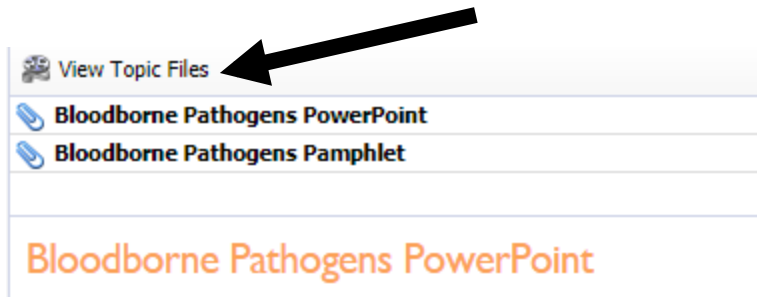 View Topic Files
Bloodborne Pathogens PowerPoint
Bloodborne Pathogens Pamphlet
Bloodborne Pathogens PowerPoint